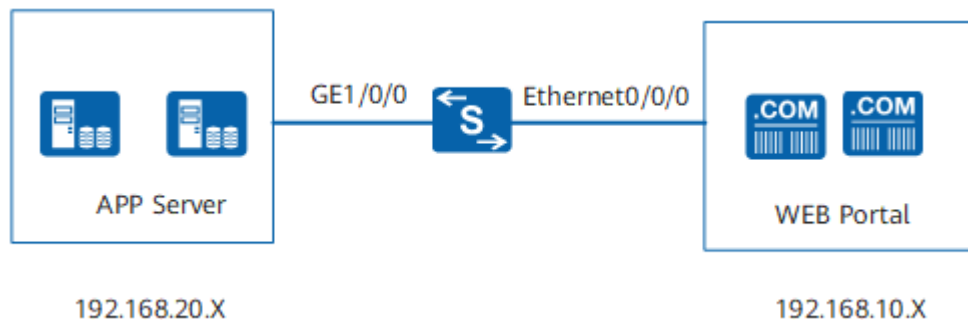 GE1/0/0
Ethernet0/0/0
S
.COM
.COM
APP Server
WEB Portal
192.168.20.X
192.168.10.X